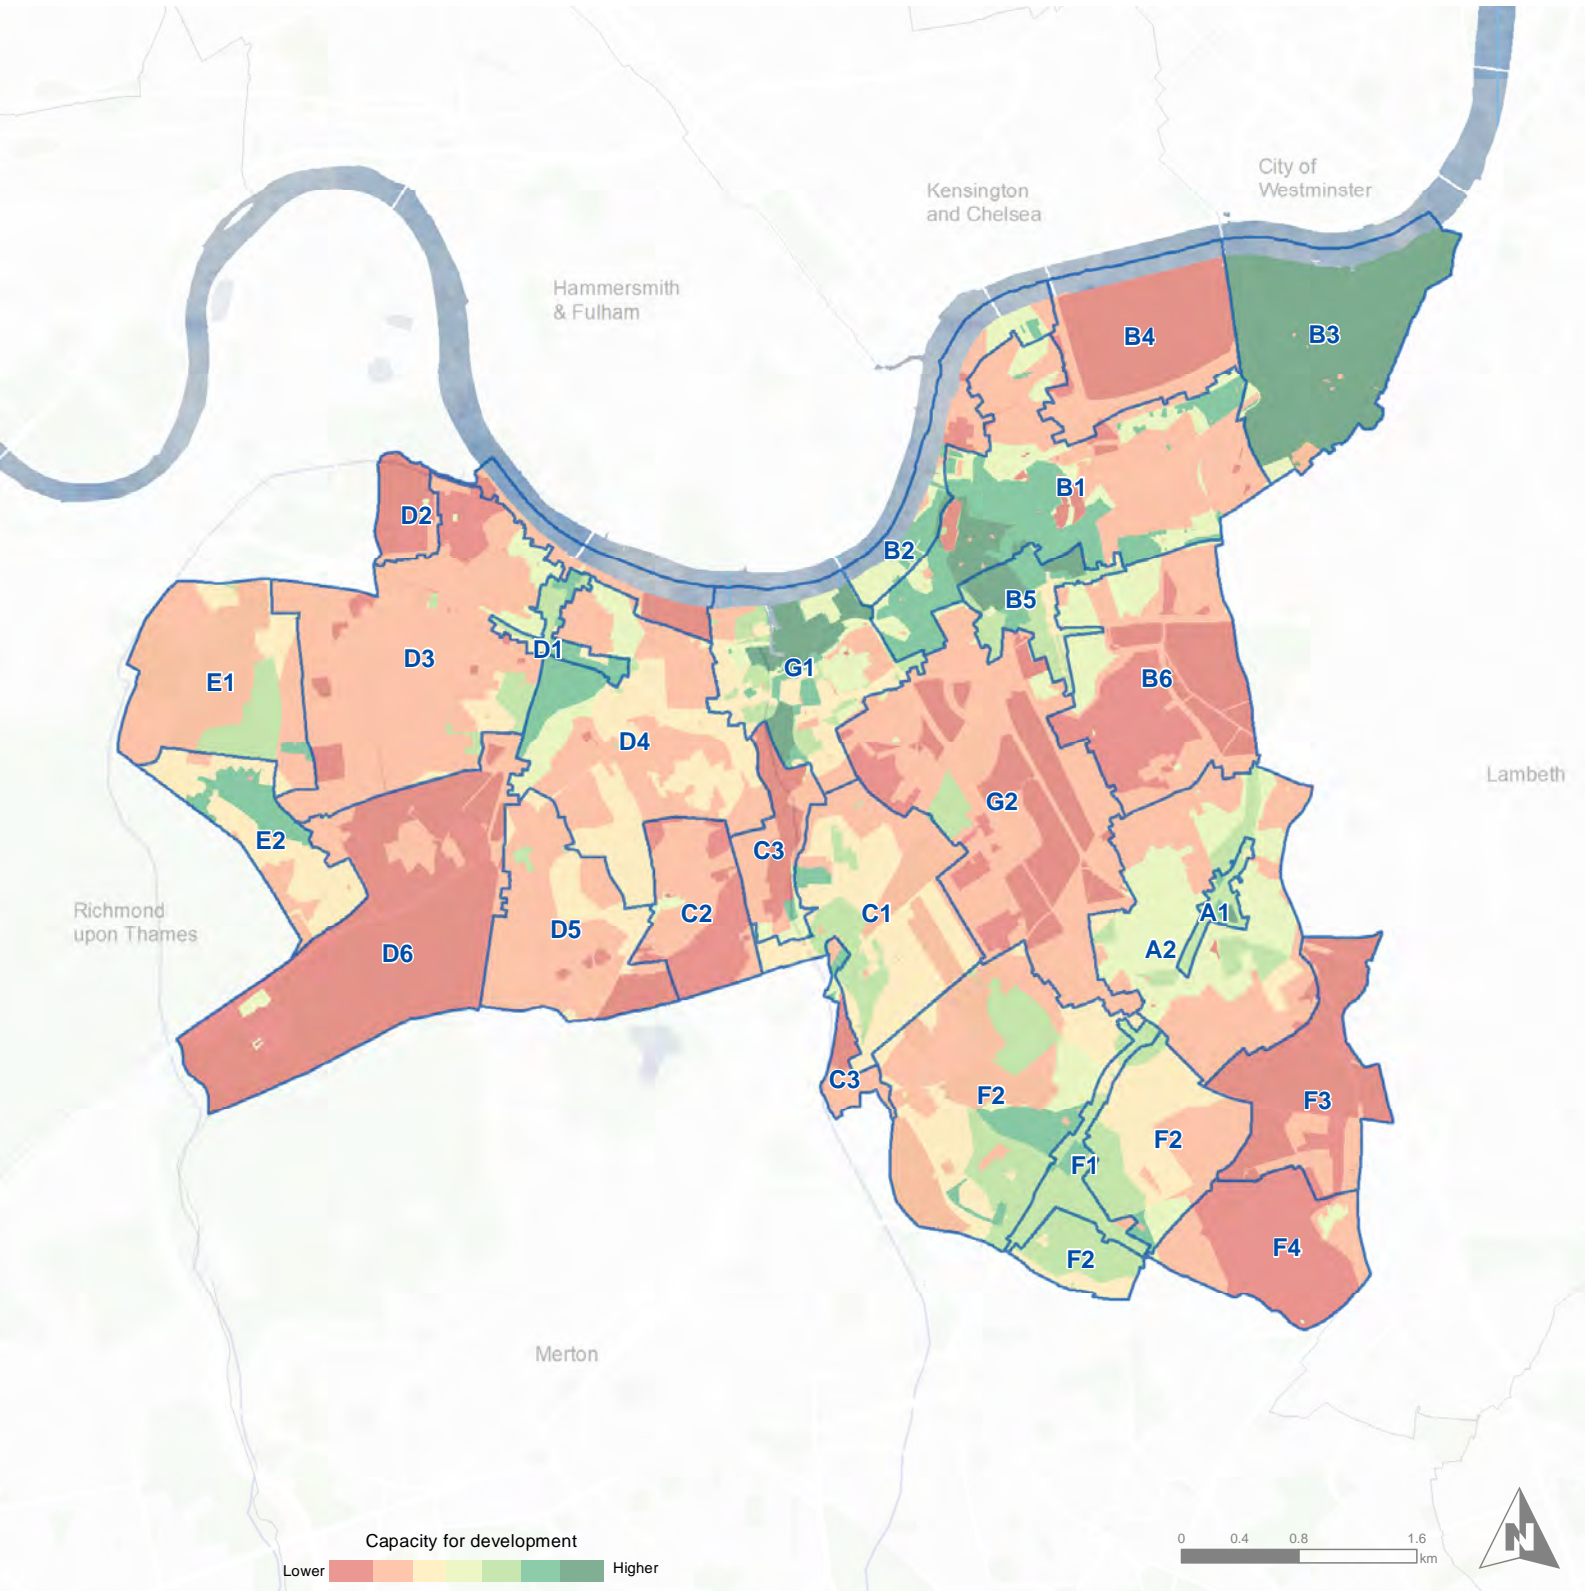 City of
Westminster
Kensington
and Chelsea
Hammersmith
& Fulham
B4
B3
B1
D2
B2
B5
D1
D3
G1
B6
E1
D4
Lambeth
G2
E2
C3
Richmond
upon Thames
C2
C1
A1
D5
A2
D6
C3
F2
F3
F2
F1
F4
F2
Merton
Capacity for development
Lower
Higher
0 0.4 0.8 1.6
km
N